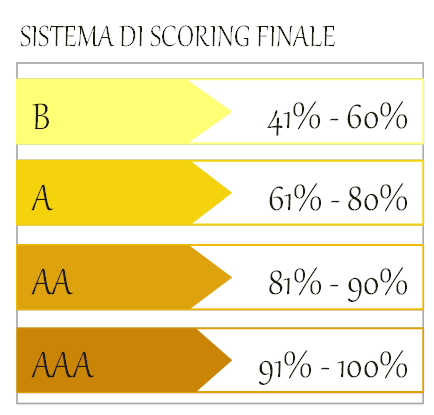 SISTEMA DI SCORING FINALE
B 41% - 60%
A 61% - 80%
AA 81% - 90%
AAA 91% - 100%